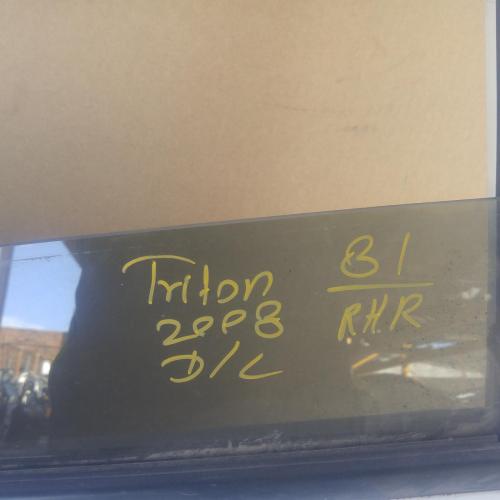 Triton
2008
D/C
81
RHR